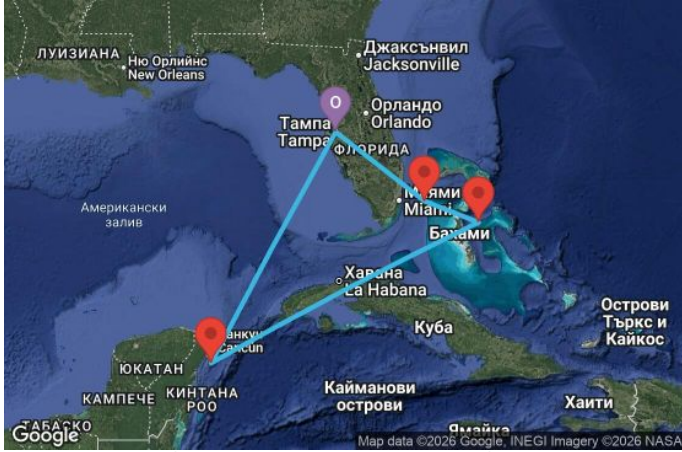 ЛУИЗИАНА
Ню Орлийнс
New Orleans
Джаксънвил
Jacksonville
O
Орландо
Orlando
Тампа
Tampa
ФЛОРИДА
Американски
залив
Miami
Бахами
Хавана
La Habana
Cancun
Куба
Острови
Търкс и
Кайкос
ЮКАТАН
КАМПЕЧЕ
КИНТАНА
РОО
Кайманови
острови
Хаити
ТАБАСКО
Ямайка
Google
Map data ©2026 Google, INEGI Imagery ©2026 NASA